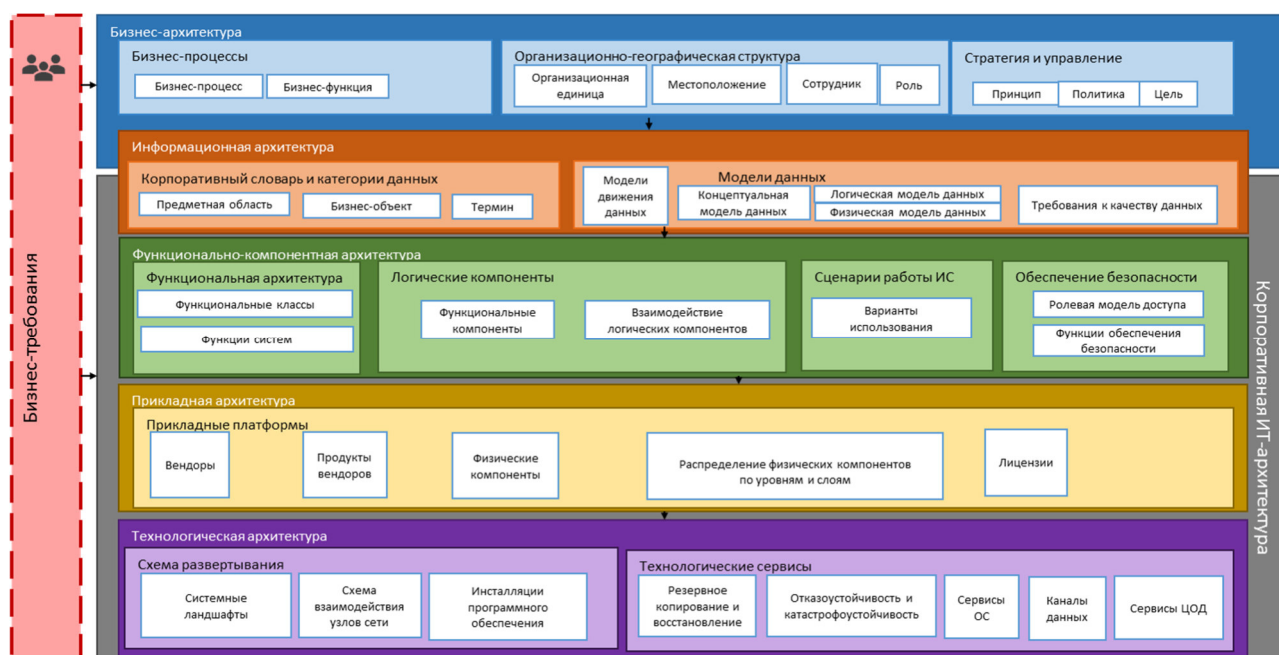 Бизнес-требования
Бизнес-архитектура
Бизнес-процессы
Бизнес-процесс
Бизнес-функция
Организационно-географическая структура
Организационная
единица
Местоположение
Сотрудник
Роль
Стратегия и управление
Принцип
Политика
Цель
Корпоративная ИТ-архитектура
Информационная архитектура
Корпоративный словарь и категории данных
Предметная область
Бизнес-объект
Термин
Модели данных
Модели
движения
данных
Концептуальная
модель данных
Логическая модель данных
Физическая модель данных
Требования к качеству данных
Функционально-компонентная архитектура
Функциональная архитектура
Функциональные классы
Функции систем
Логические компоненты
Функциональные
компоненты
Взаимодействие
логических компонентов
Сценарии работы ИС
Варианты
использования
Обеспечение безопасности
Ролевая модель доступа
Функции обеспечения
безопасности
Прикладная архитектура
Прикладные платформы
Вендоры
Продукты
вендоров
Физические
компоненты
Распределение физических компонентов
по уровням и слоям
Лицензии
Технологическая архитектура
Схема развертывания
Системные
ландшафты
Схема
взаимодействия
узлов сети
Инсталляции
программного
обеспечения
Технологические сервисы
Резервное
копирование и
восстановление
Отказоустойчивость и
катастрофоустойчивость
Сервисы
ОС
Каналы
данных
Сервисы ЦОД